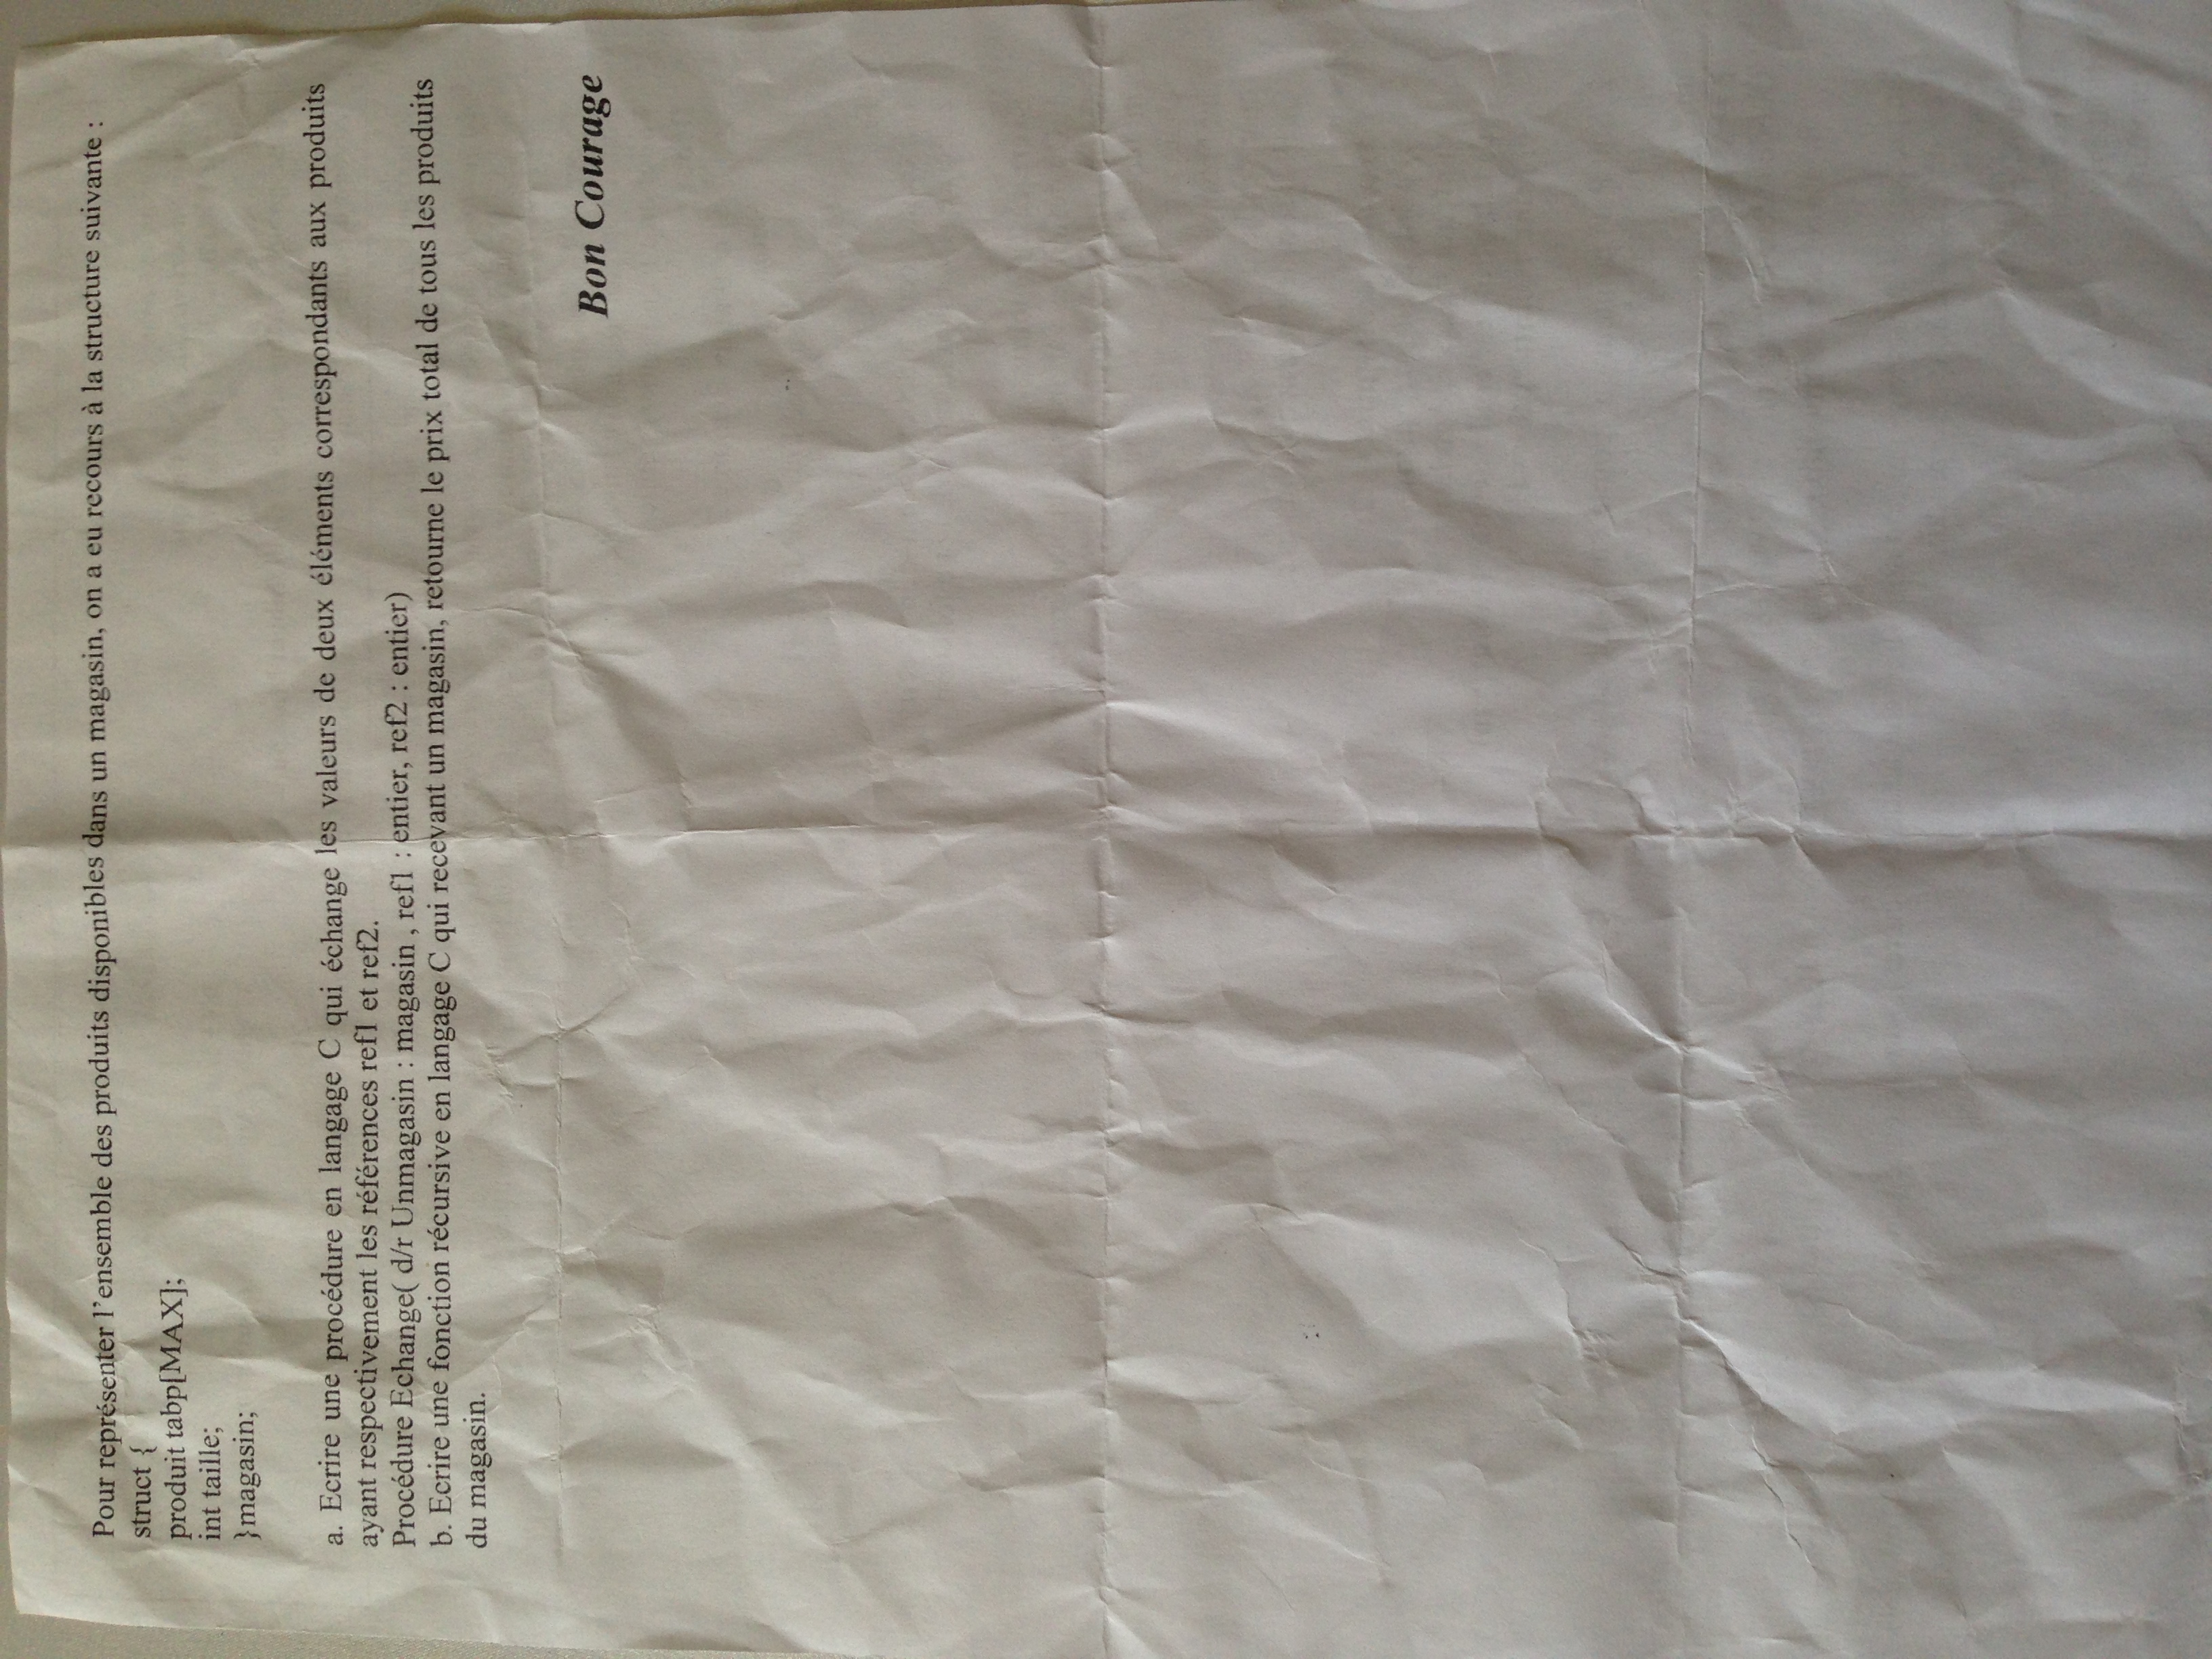 Pour représenter l'ensemble des produits disponibles dans un magasin, on a eu recours à la structure suivante :
struct {
produit tabp[MAX];
int taille;
}magasin;
a. Ecrire une procédure en langage C qui échange les valeurs de deux éléments correspondants aux produits
ayant respectivement les références ref1 et ref2.
Procédure Echange( d/r Unmagasin : magasin , ref1 : entier, ref2 : entier)
b. Ecrire une fonction récursive en langage C qui recevant un magasin, retourne le prix total de tous les produits
du magasin.
Bon Courage